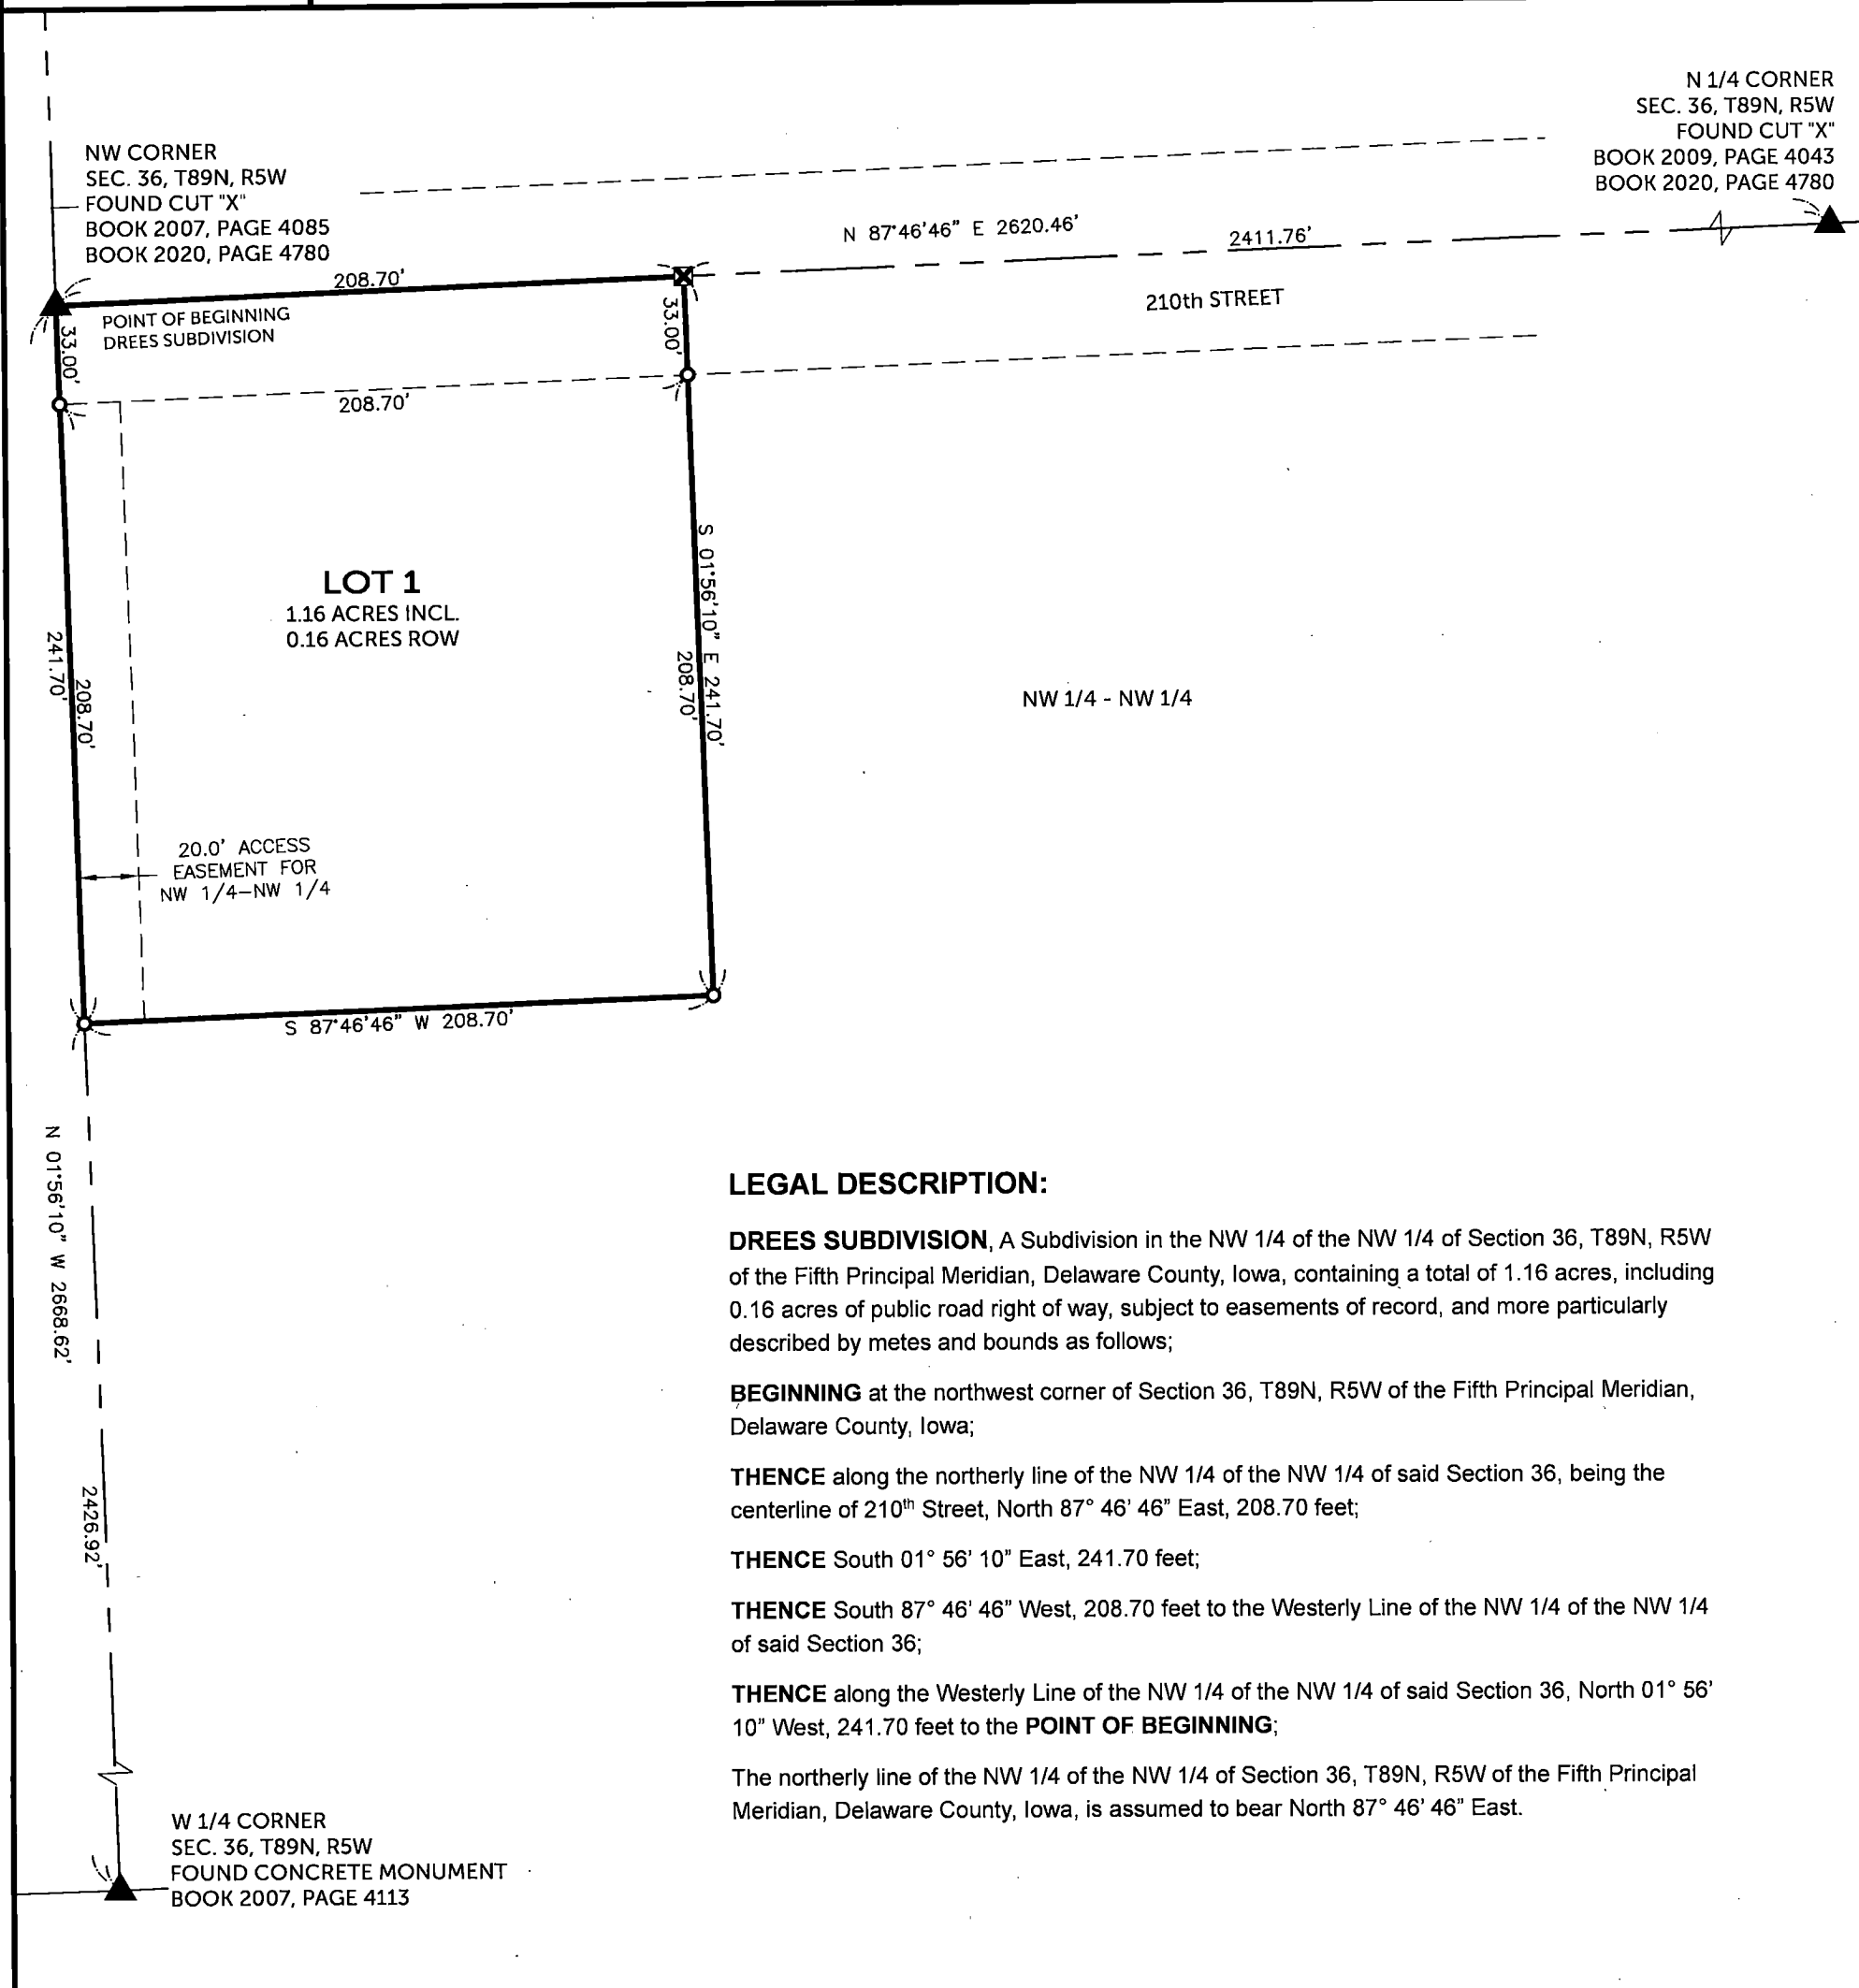 N 1/4 CORNER
SEC. 36, T89N, R5W
FOUND CUT "X"
BOOK 2009, PAGE 4043
BOOK 2020, PAGE 4780
NW CORNER
SEC. 36, T89N, R5W
FOUND CUT "X"
BOOK 2007, PAGE 4085
BOOK 2020, PAGE 4780
N 87°46'46" E 2620.46'
2411.76'
208.70'
210th STREET
POINT OF BEGINNING
DREES SUBDIVISION
33.00'
33.00'
208.70'
LOT 1
1.16 ACRES INCL.
0.16 ACRES ROW
S 01°56'10" E 241.70'
208.70'
241.70'
208.70'
NW 1/4 - NW 1/4
20.0' ACCESS
EASEMENT FOR
NW 1/4-NW 1/4
S 87°46'46" W 208.70'
N 01°56'10" W 2668.62'
2426.92'
LEGAL DESCRIPTION:
DREES SUBDIVISION, A Subdivision in the NW 1/4 of the NW 1/4 of Section 36, T89N, R5W
of the Fifth Principal Meridian, Delaware County, Iowa, containing a total of 1.16 acres, including
0.16 acres of public road right of way, subject to easements of record, and more particularly
described by metes and bounds as follows;
BEGINNING at the northwest corner of Section 36, T89N, R5W of the Fifth Principal Meridian,
Delaware County, Iowa;
THENCE along the northerly line of the NW 1/4 of the NW 1/4 of said Section 36, being the
centerline of 210th Street, North 87° 46' 46" East, 208.70 feet;
THENCE South 01° 56' 10" East, 241.70 feet;
THENCE South 87° 46' 46" West, 208.70 feet to the Westerly Line of the NW 1/4 of the NW 1/4
of said Section 36;
THENCE along the Westerly Line of the NW 1/4 of the NW 1/4 of said Section 36, North 01° 56'
10" West, 241.70 feet to the POINT OF BEGINNING;
The northerly line of the NW 1/4 of the NW 1/4 of Section 36, T89N, R5W of the Fifth Principal
Meridian, Delaware County, Iowa, is assumed to bear North 87° 46' 46" East.
W 1/4 CORNER
SEC. 36, T89N, R5W
FOUND CONCRETE MONUMENT
BOOK 2007, PAGE 4113